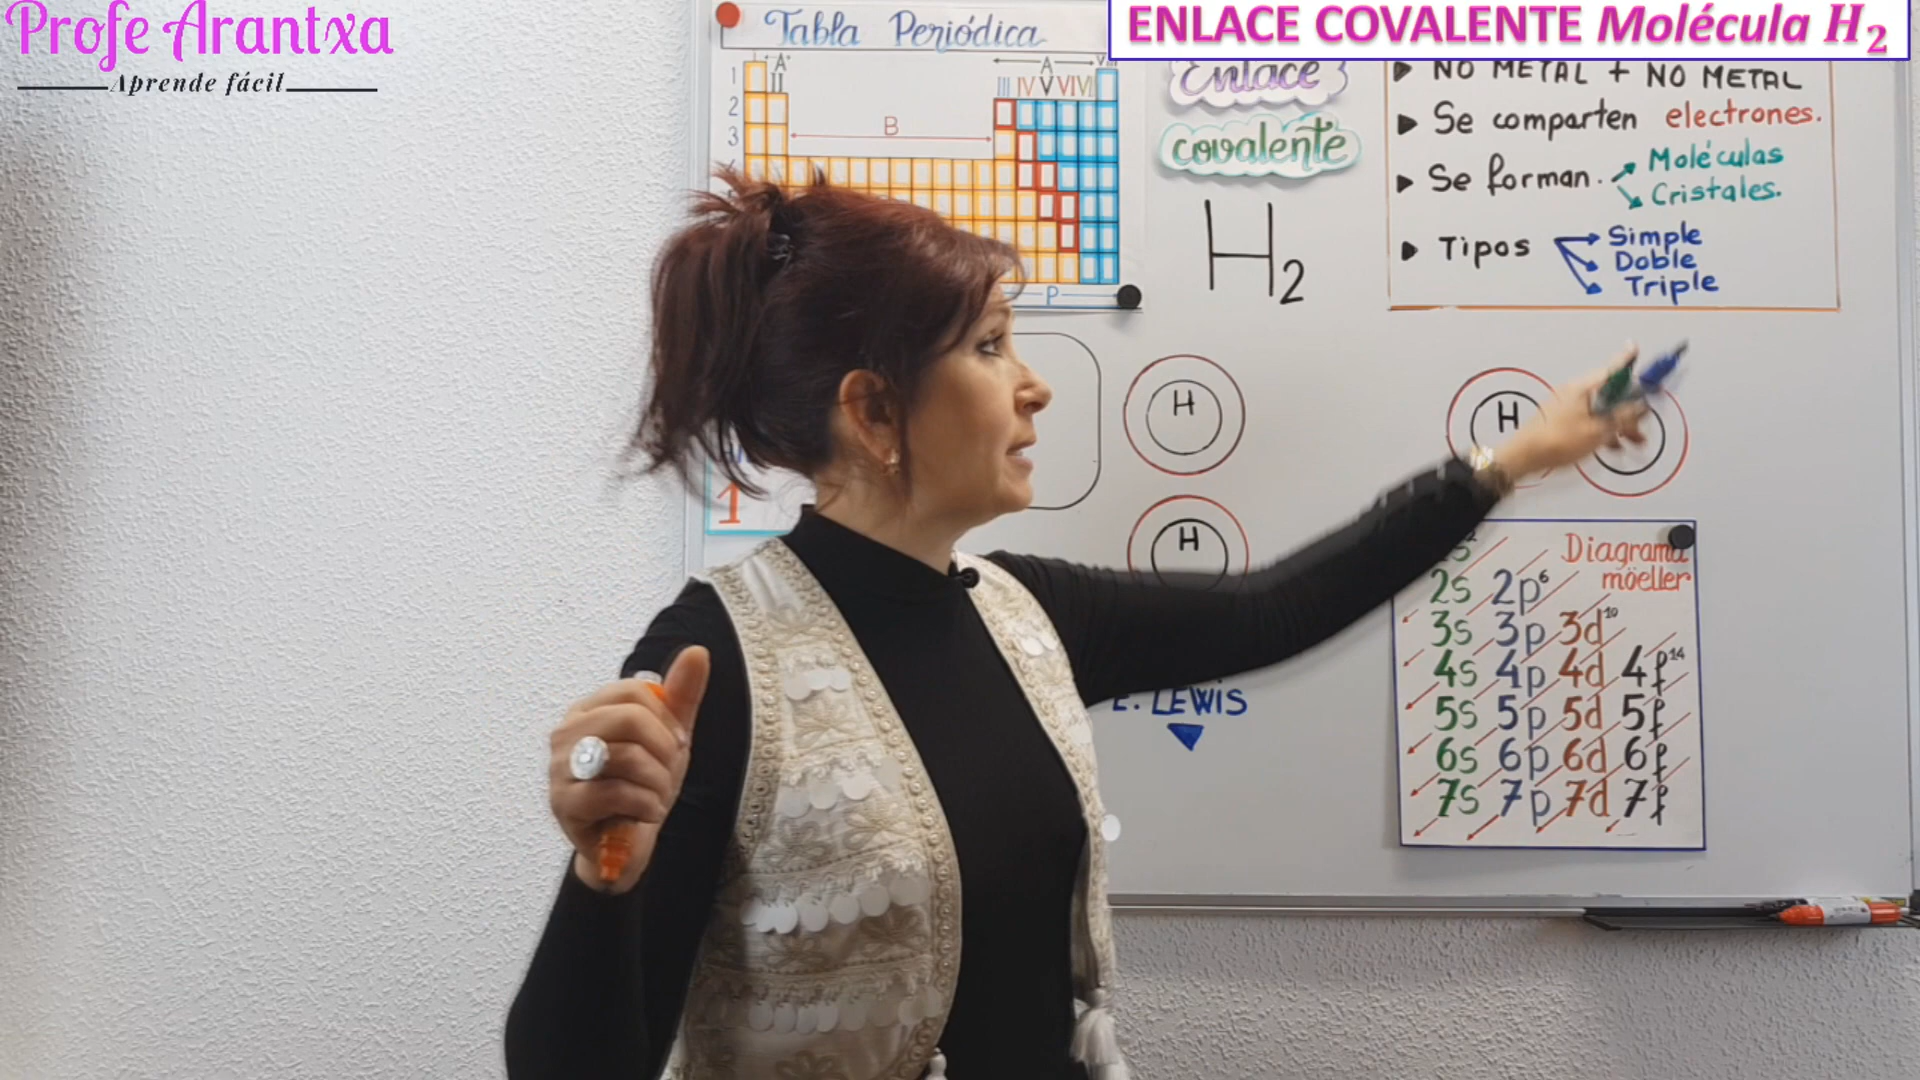 Profe Arantxa
Aprende fácil
ENLACE COVALENTE Molécula H₂
Tabla Periódica
A
II
A
III IV V VI
1
2
3
B
P
Enlace
covalente
H₂
NO METAL + NO METAL
Se comparten electrones.
Se forman.
Moléculas
Cristales.
Tipos
Simple
Doble
Triple
H
H
H
1
E. LEWIS
Diagrama
möeller
2s 2p⁶
3s 3p 3d¹⁰
4s 4p 4d 4f¹⁴
5s 5p 5d 5f
6s 6p 6d 6f
7s 7p 7d 7f